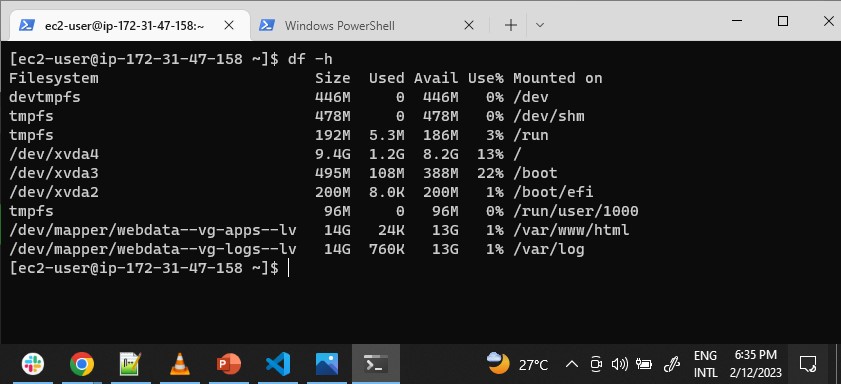 ec2-user@ip-172-31-47-158:~ Windows PowerShell
[ec2-user@ip-172-31-47-158 ~]$ df -h
Filesystem Size Used Avail Use% Mounted on
devtmpfs 446M 0 446M 0% /dev
tmpfs 478M 0 478M 0% /dev/shm
tmpfs 192M 5.3M 186M 3% /run
/dev/xvda4 9.4G 1.2G 8.2G 13% /
/dev/xvda3 495M 108M 388M 22% /boot
/dev/xvda2 200M 8.0K 200M 1% /boot/efi
tmpfs 96M 0 96M 0% /run/user/1000
/dev/mapper/webdata--vg-apps--lv 14G 24K 13G 1% /var/www/html
/dev/mapper/webdata--vg-logs--lv 14G 760K 13G 1% /var/log
[ec2-user@ip-172-31-47-158 ~]$
27°C ENG 6:35 PM
INTL 2/12/2023